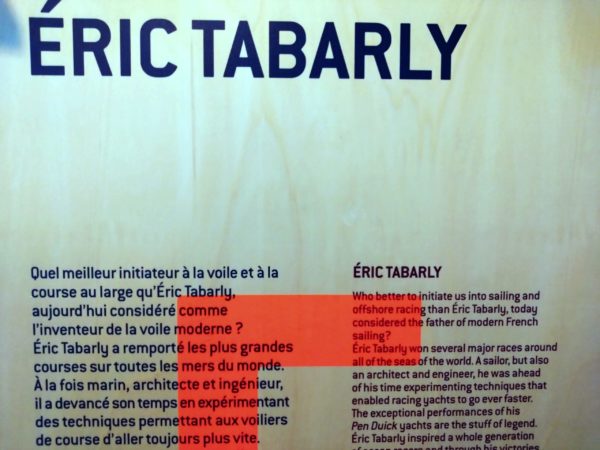 ÉRIC TABARLY
Quel meilleur initiateur à la voile et à la
course au large qu'Éric Tabarly,
aujourd'hui considéré comme
l'inventeur de la voile moderne ?
Éric Tabarly a remporté les plus grandes
courses sur toutes les mers du monde.
À la fois marin, architecte et ingénieur,
il a devancé son temps en expérimentant
des techniques permettant aux voiliers
de course d'aller toujours plus vite.
ÉRIC TABARLY
Who better to initiate us into sailing and
offshore racing than Éric Tabarly, today
considered the father of modern French
sailing?
Éric Tabarly won several major races around
all of the seas of the world. A sailor, but also
an architect and engineer, he was ahead
of his time experimenting techniques that
enabled racing yachts to go ever faster.
The exceptional performances of his
Pen Duick yachts are the stuff of legend.
Éric Tabarly inspired a whole generation
of ocean racers and through his victories